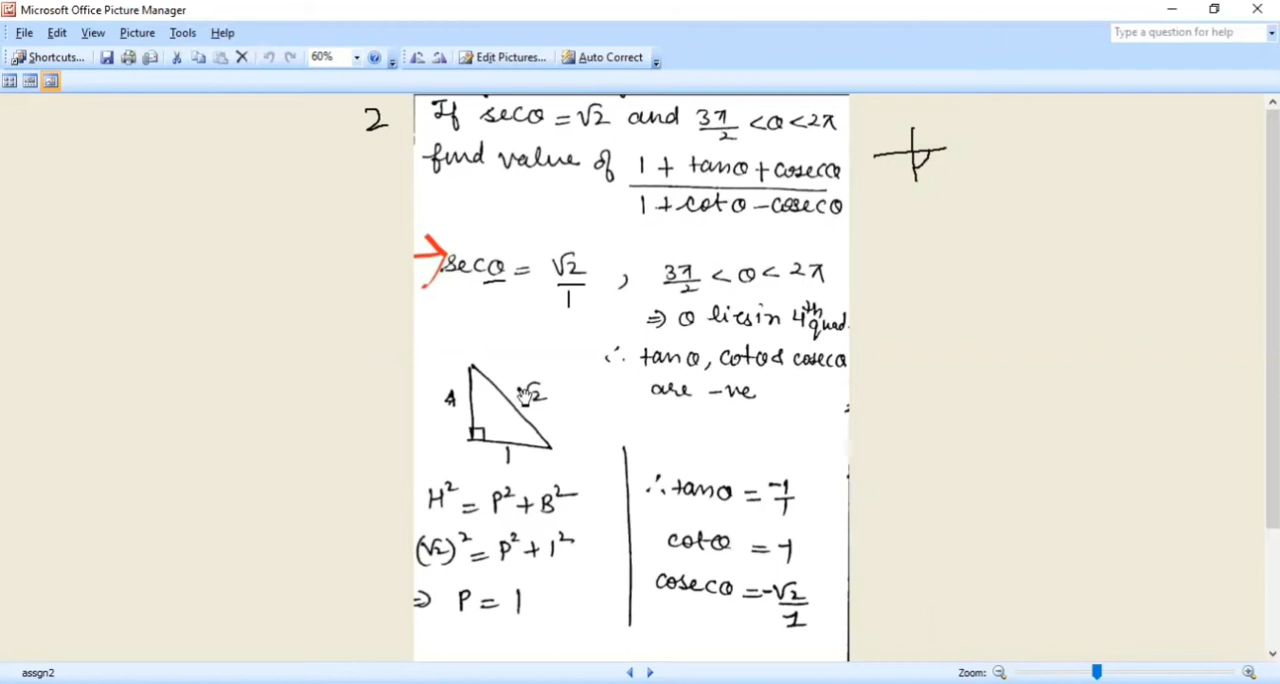 Microsoft Office Picture Manager
File Edit View Picture Tools Help
Type a question for help
Shortcuts... 60% Edit Pictures... Auto Correct
2 If secθ = √2 and 3π/2 < θ < 2π
find value of 1 + tanθ + cosecθ / 1 + cotθ - cosecθ
secθ = √2/1 , 3π/2 < θ < 2π
⇒ θ lies in 4th quad.
∴ tanθ, cotθ & cosecθ
are -ve
√2
1
H² = P² + B²
(√2)² = P² + 1²
⇒ P = 1
∴ tanθ = -1/1
cotθ = -1
cosecθ = -√2/1
assgn2
Zoom: